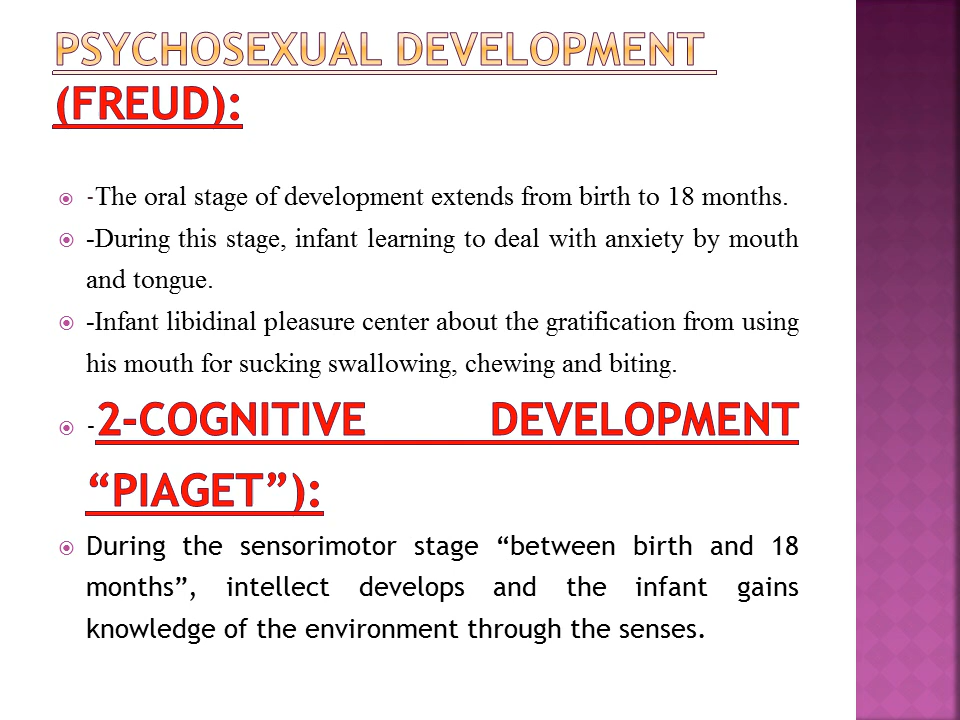 PSYCHOSEXUAL DEVELOPMENT
(FREUD):
-The oral stage of development extends from birth to 18 months.
-During this stage, infant learning to deal with anxiety by mouth
and tongue.
-Infant libidinal pleasure center about the gratification from using
his mouth for sucking swallowing, chewing and biting.
-2-COGNITIVE DEVELOPMENT
“PIAGET”):
During the sensorimotor stage “between birth and 18
months”, intellect develops and the infant gains
knowledge of the environment through the senses.